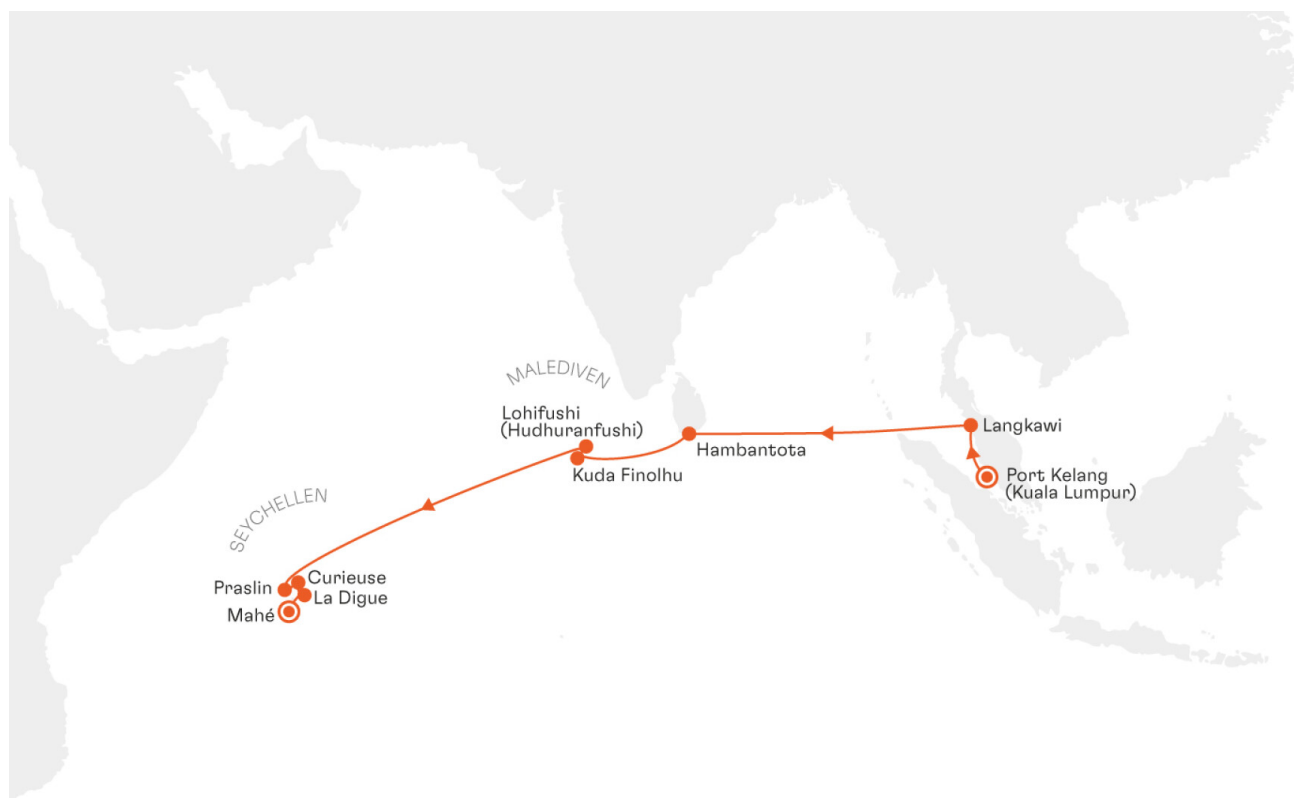 MALEDIVEN
Lohifushi
(Hudhuranfushi)
Kuda Finolhu
Hambantota
Langkawi
Port Kelang
(Kuala Lumpur)
SEYCHELLEN
Praslin
Curieuse
La Digue
Mahé